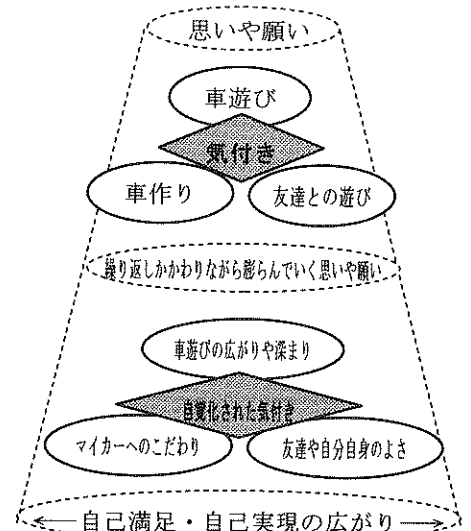 思いや願い
車遊び
気付き
車作り
友達との遊び
繰り返しかかわりながら膨らんでいく思いや願い
車遊びの広がりや深まり
自覚化された気付き
マイカーへのこだわり
友達や自分自身のよさ
自己満足・自己実現の広がり